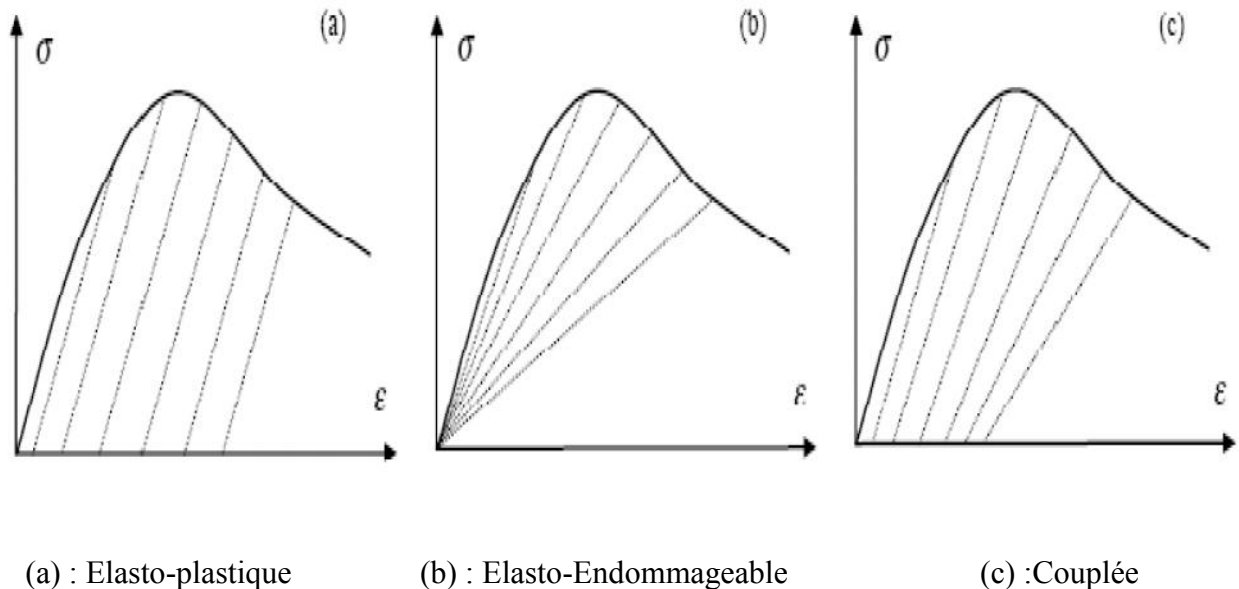 (a)
σ
ε
(b)
σ
ε
(c)
σ
ε
(a) : Elasto-plastique (b) : Elasto-Endommageable (c) :Couplée